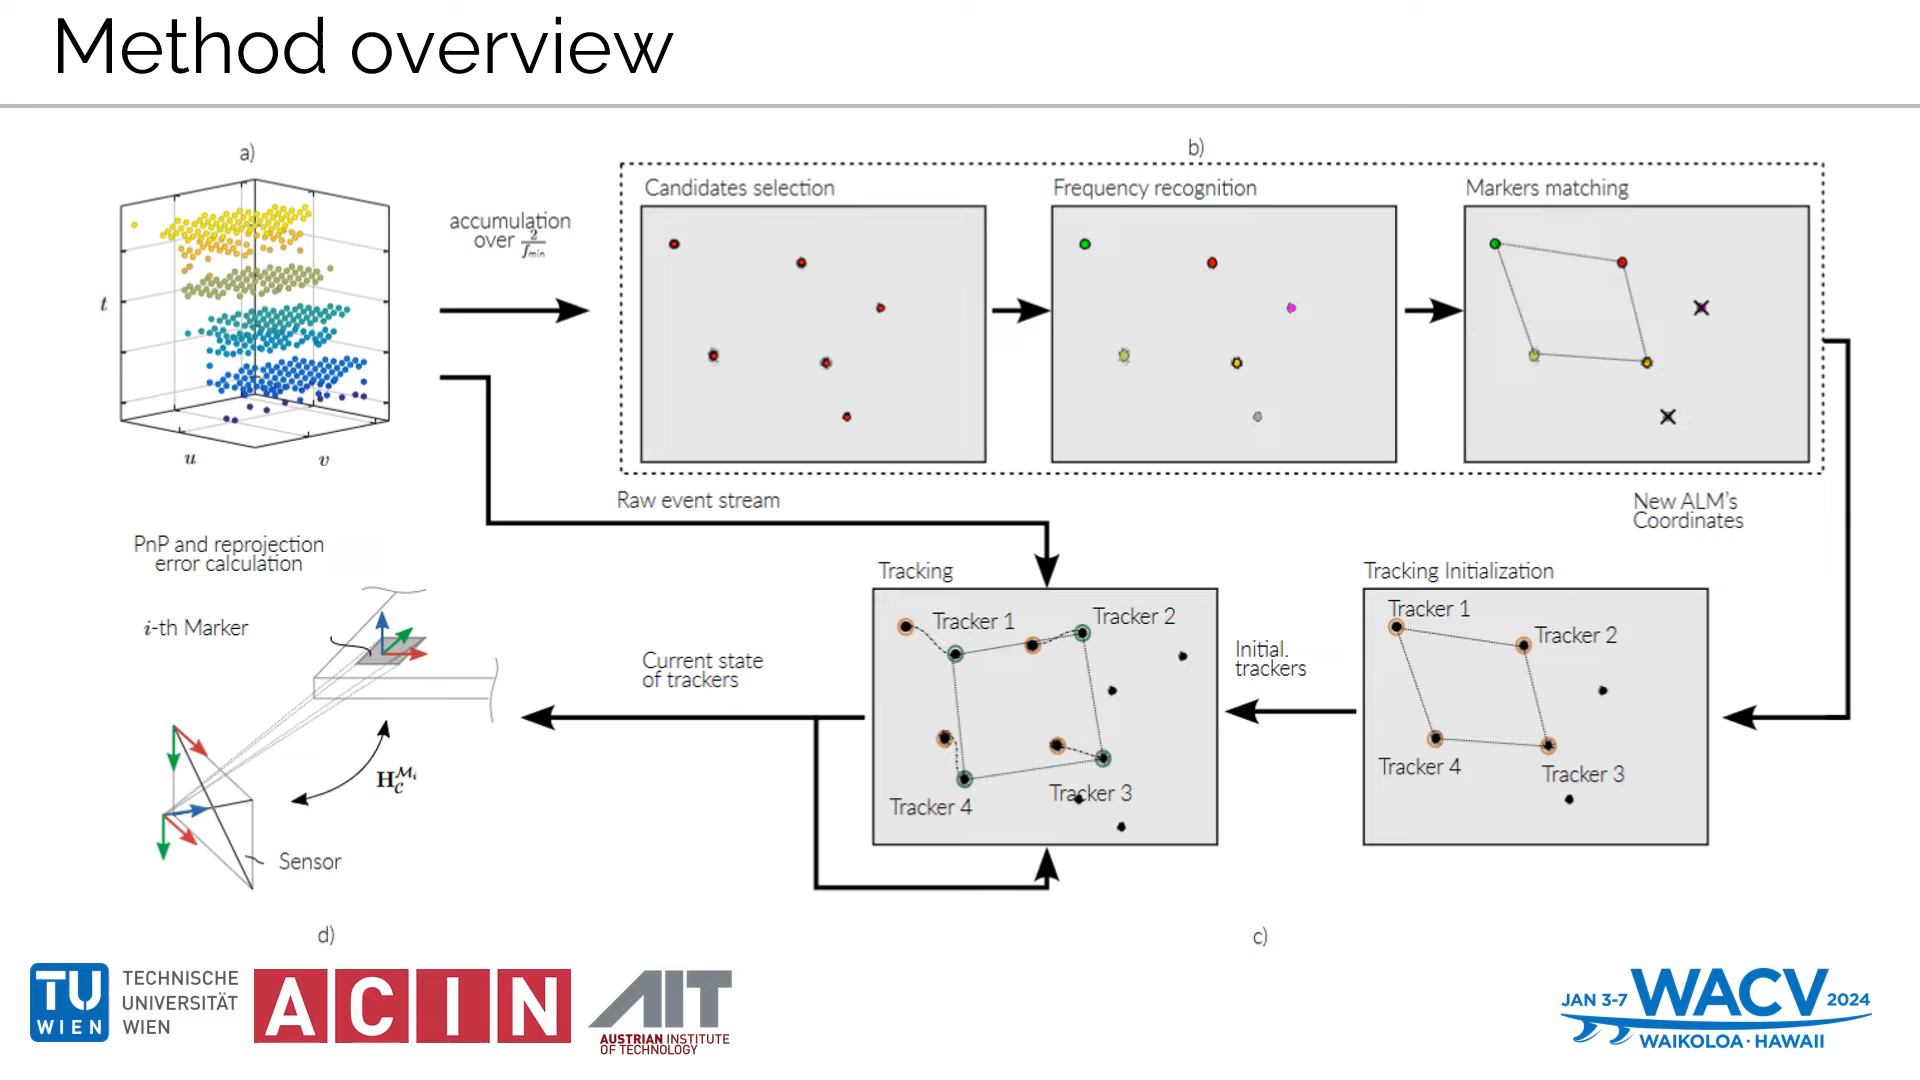 Method overview
a)
t
u
v
accumulation
over 2/f_min
b)
Candidates selection
Frequency recognition
Markers matching
Raw event stream
New ALM's
Coordinates
PnP and reprojection
error calculation
i-th Marker
H_C^{M_i}
Sensor
Current state
of trackers
Tracking
Tracker 1
Tracker 2
Tracker 3
Tracker 4
Initial.
trackers
Tracking Initialization
Tracker 1
Tracker 2
Tracker 4
Tracker 3
d)
c)
TU
WIEN
TECHNISCHE
UNIVERSITÄT
WIEN
ACIN
AIT
AUSTRIAN INSTITUTE
OF TECHNOLOGY
JAN 3-7 WACV 2024
WAIKOLOA · HAWAII